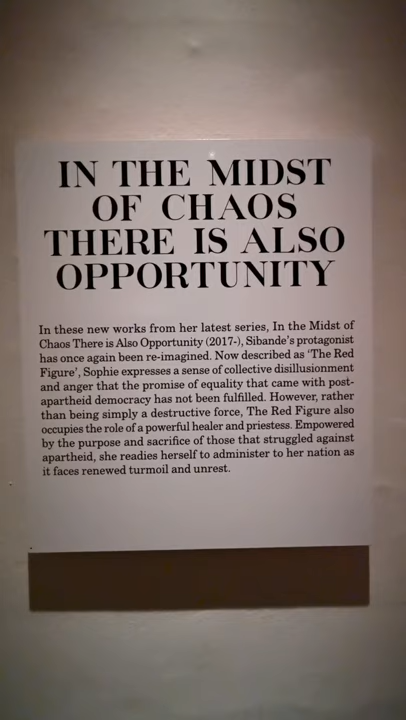 IN THE MIDST
OF CHAOS
THERE IS ALSO
OPPORTUNITY
In these new works from her latest series, In the Midst of
Chaos There is Also Opportunity (2017-), Sibande's protagonist
has once again been re-imagined. Now described as 'The Red
Figure', Sophie expresses a sense of collective disillusionment
and anger that the promise of equality that came with post-
apartheid democracy has not been fulfilled. However, rather
than being simply a destructive force, The Red Figure also
occupies the role of a powerful healer and priestess. Empowered
by the purpose and sacrifice of those that struggled against
apartheid, she readies herself to administer to her nation as
it faces renewed turmoil and unrest.